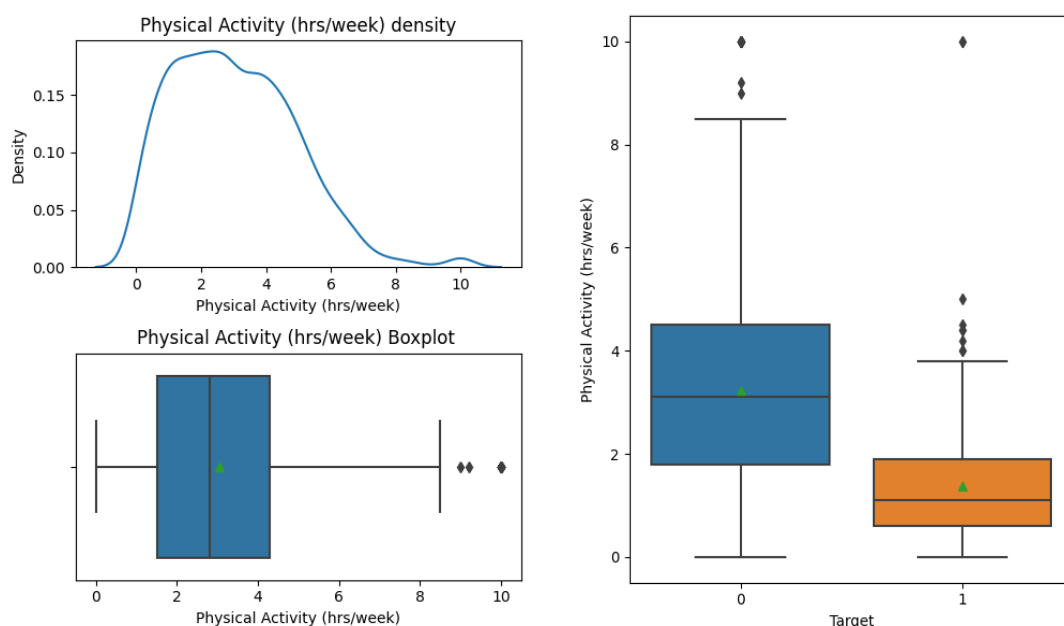 Physical Activity (hrs/week) density
0.15
0.10
0.05
0.00
Density
0 2 4 6 8 10
Physical Activity (hrs/week)
Physical Activity (hrs/week) Boxplot
0 2 4 6 8 10
Physical Activity (hrs/week)
10
8
6
4
2
0
Physical Activity (hrs/week)
0 1
Target